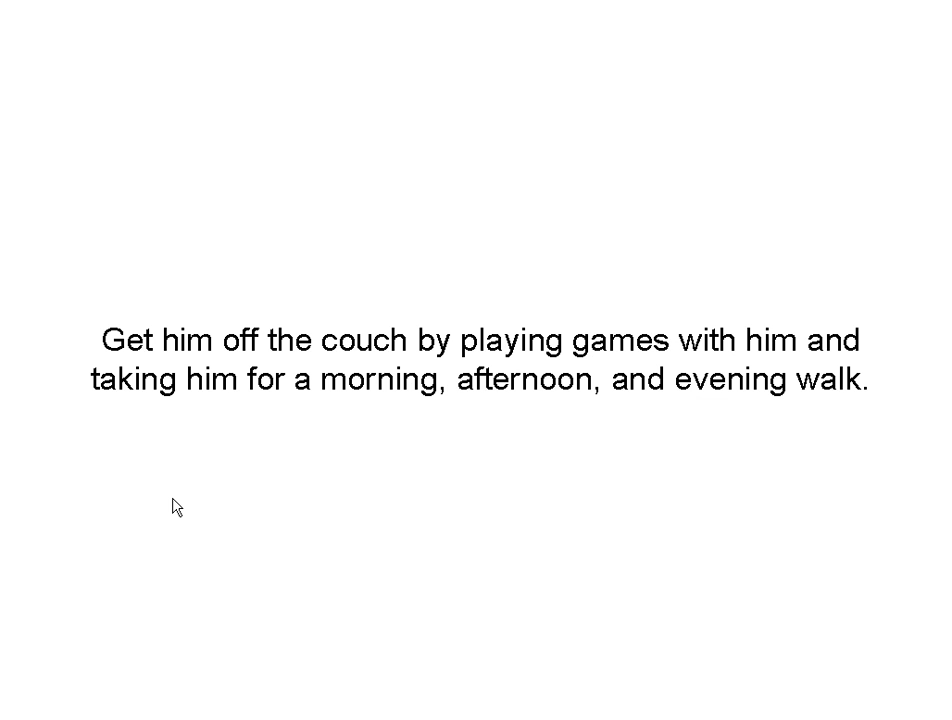 Get him off the couch by playing games with him and
taking him for a morning, afternoon, and evening walk.